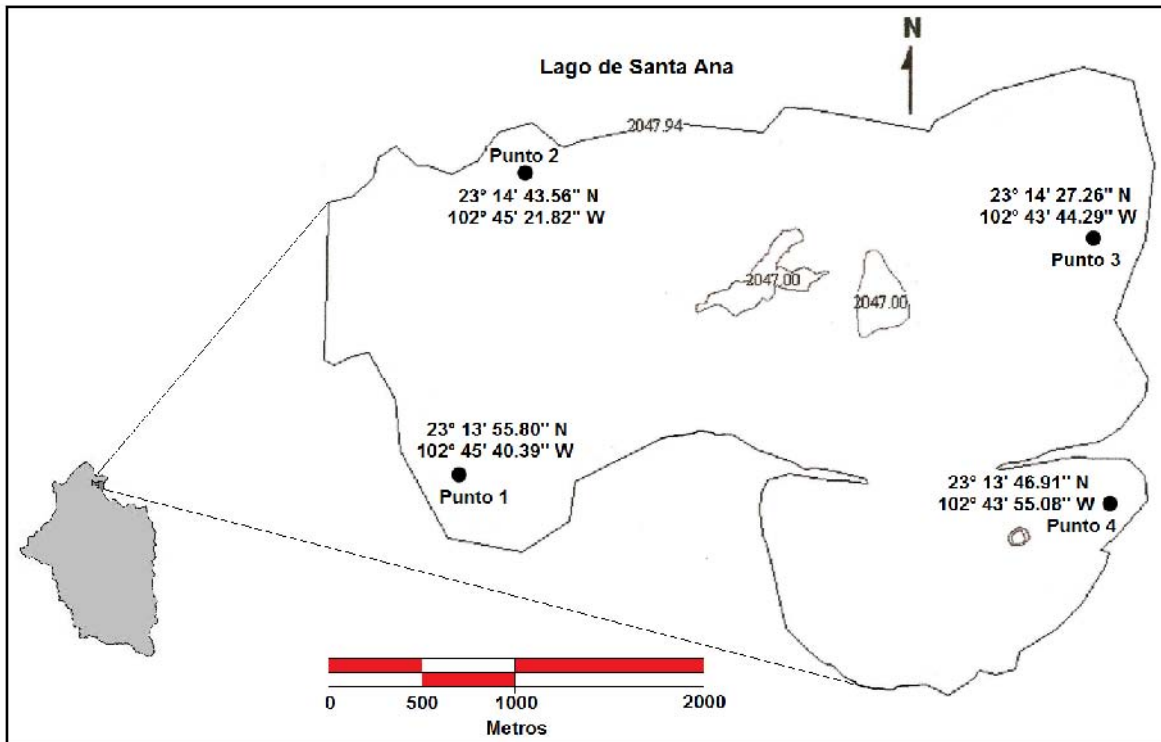 N
Lago de Santa Ana
2047.94
Punto 2
23° 14' 43.56" N
102° 45' 21.82" W
23° 14' 27.26" N
102° 43' 44.29" W
Punto 3
2047.00
2047.00
23° 13' 55.80" N
102° 45' 40.39" W
Punto 1
23° 13' 46.91" N
102° 43' 55.08" W
Punto 4
0 500 1000 2000
Metros